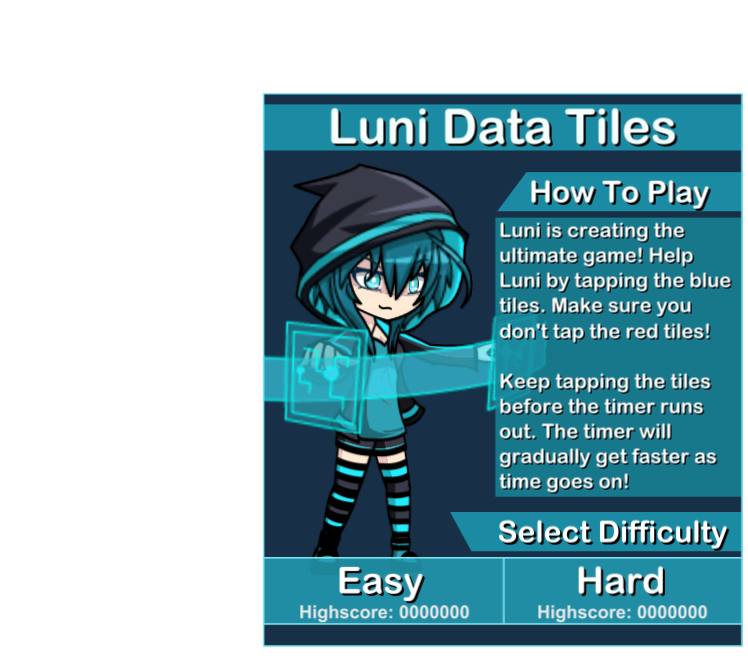 Luni Data Tiles
How To Play
Luni is creating the
ultimate game! Help
Luni by tapping the blue
tiles. Make sure you
don't tap the red tiles!
Keep tapping the tiles
before the timer runs
out. The timer will
gradually get faster as
time goes on!
Select Difficulty
Easy
Highscore: 0000000
Hard
Highscore: 0000000